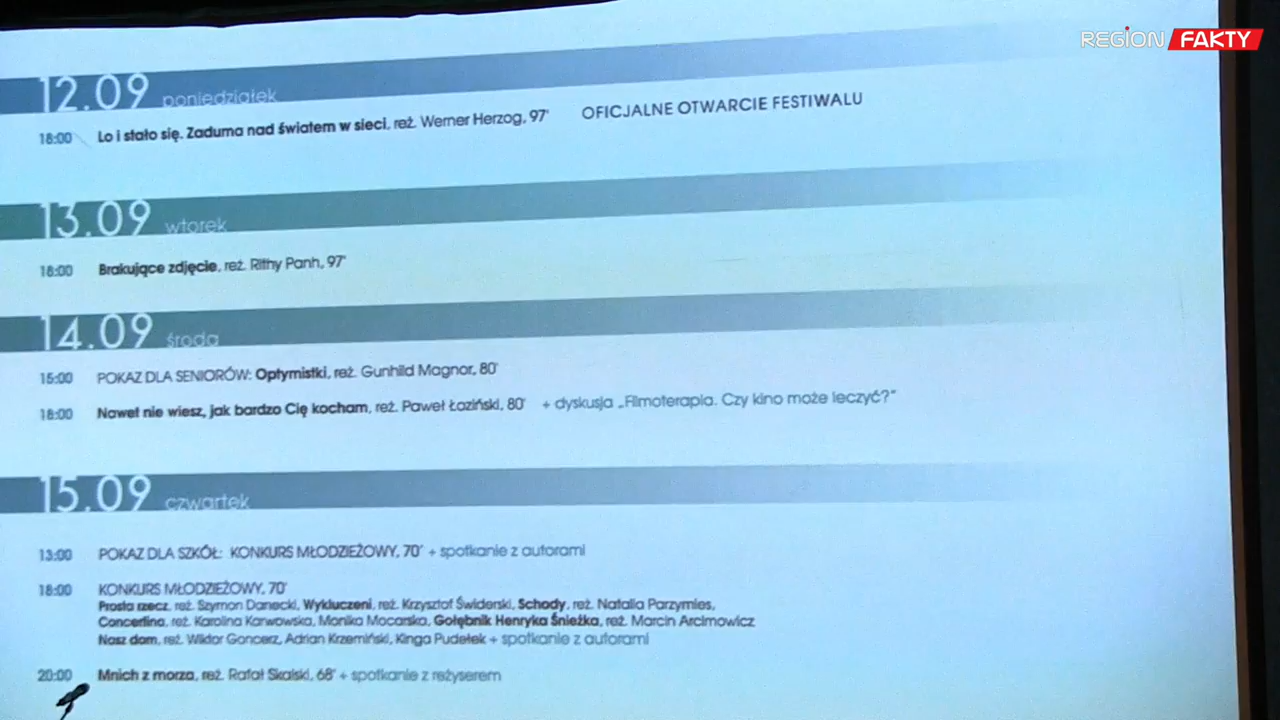 REGION FAKTY
12.09 poniedziałek
18:00 Lo i stało się. Zaduma nad światem w sieci, reż. Werner Herzog, 97' OFICJALNE OTWARCIE FESTIWALU
13.09 wtorek
18:00 Brakujące zdjęcie, reż. Rithy Panh, 97'
14.09 środa
15:00 POKAZ DLA SENIORÓW: Optymistki, reż. Gunhild Magnor, 80'
18:00 Nawet nie wiesz, jak bardzo Cię kocham, reż. Paweł Łoziński, 80' + dyskusja „Filmoterapia. Czy kino może leczyć?"
15.09 czwartek
13:00 POKAZ DLA SZKÓŁ: KONKURS MŁODZIEŻOWY, 70' + spotkanie z autorami
18:00 KONKURS MŁODZIEŻOWY, 70'
Prosta rzecz, reż. Szymon Danecki, Wykluczeni, reż. Krzysztof Świderski, Schody, reż. Natalia Parzymies,
Concertina, reż. Karolina Karwowska, Monika Mocarska, Gołębnik Henryka Śnieżka, reż. Marcin Arcimowicz
Nasz dom, reż. Wiktor Goncerz, Adrian Krzemiński, Kinga Pudełek + spotkanie z autorami
20:00 Mnich z morza, reż. Rafał Skalski, 68' + spotkanie z reżyserem